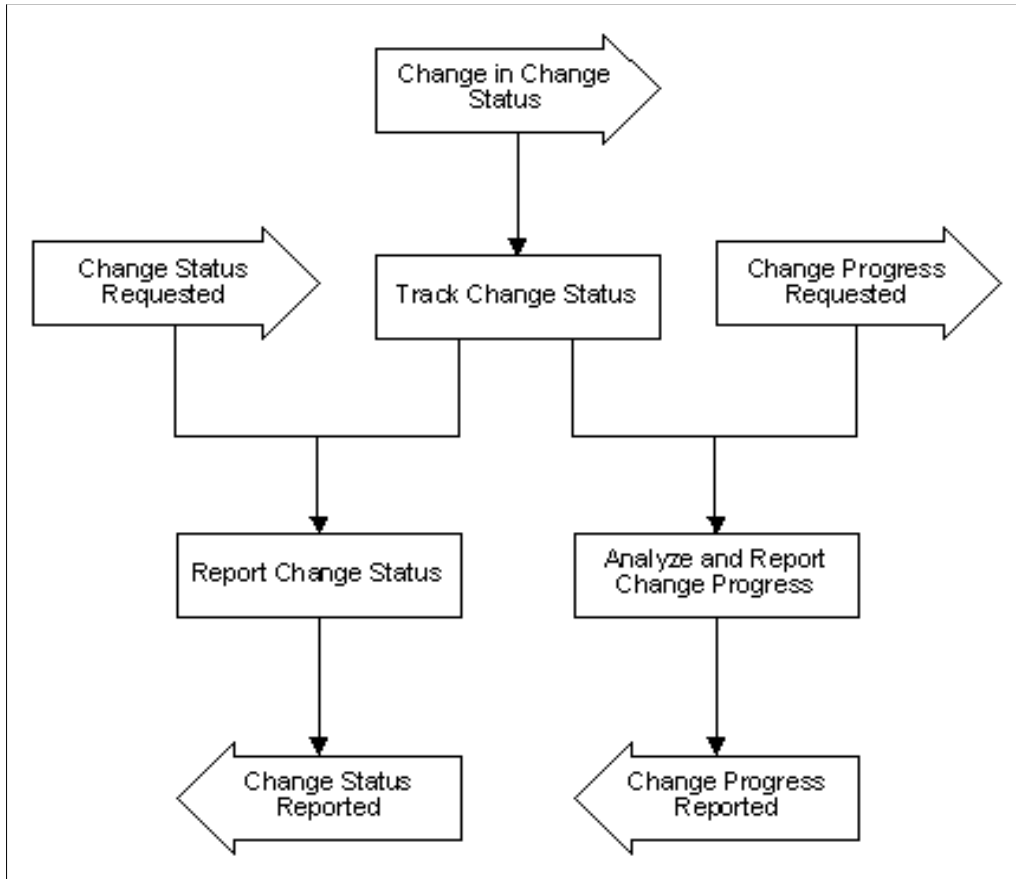 Change in Change
Status
Change Status
Requested
Track Change Status
Change Progress
Requested
Report Change Status
Analyze and Report
Change Progress
Change Status
Reported
Change Progress
Reported